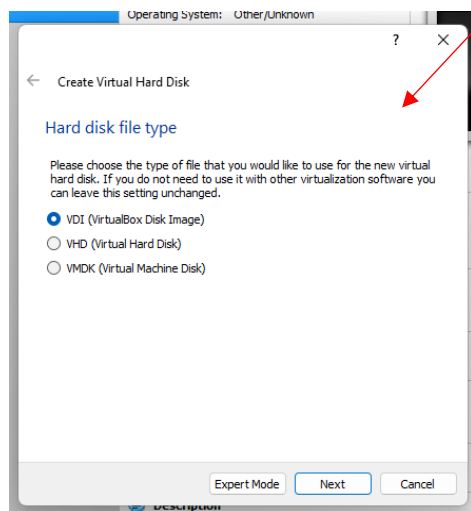 Operating System: Other/Unknown
?
Create Virtual Hard Disk
Hard disk file type
Please choose the type of file that you would like to use for the new virtual
hard disk. If you do not need to use it with other virtualization software you
can leave this setting unchanged.
VDI (VirtualBox Disk Image)
VHD (Virtual Hard Disk)
VMDK (Virtual Machine Disk)
Expert Mode Next Cancel
Description